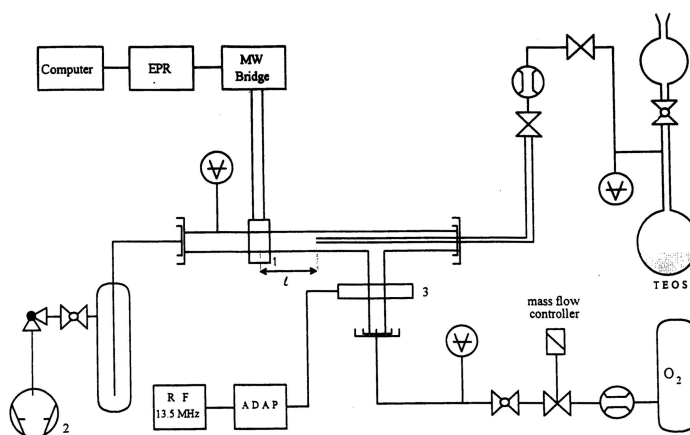 Computer
EPR
MW
Bridge
TEOS
1
ℓ
3
mass flow
controller
O2
R F
13.5 MHz
ADAP
2